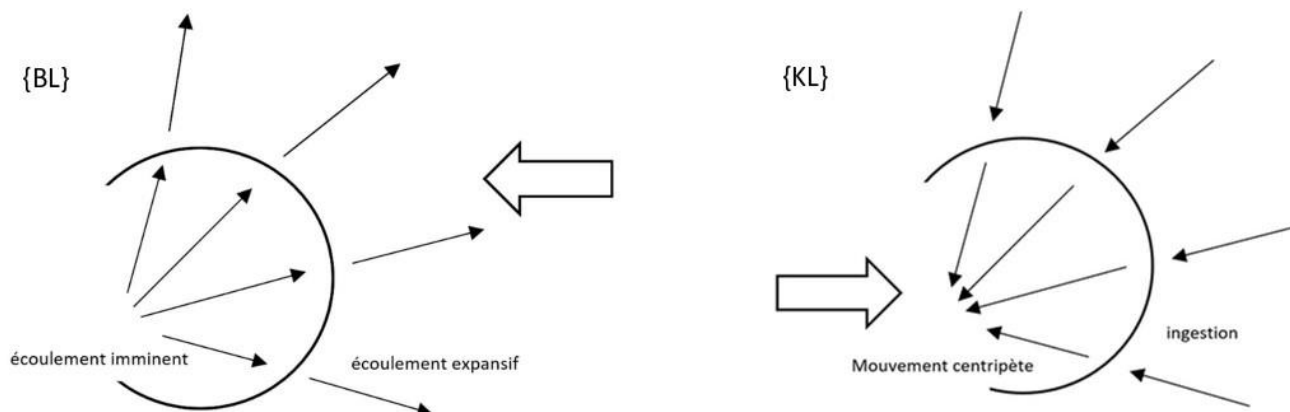 {BL}
écoulement imminent
écoulement expansif
{KL}
ingestion
Mouvement centripète